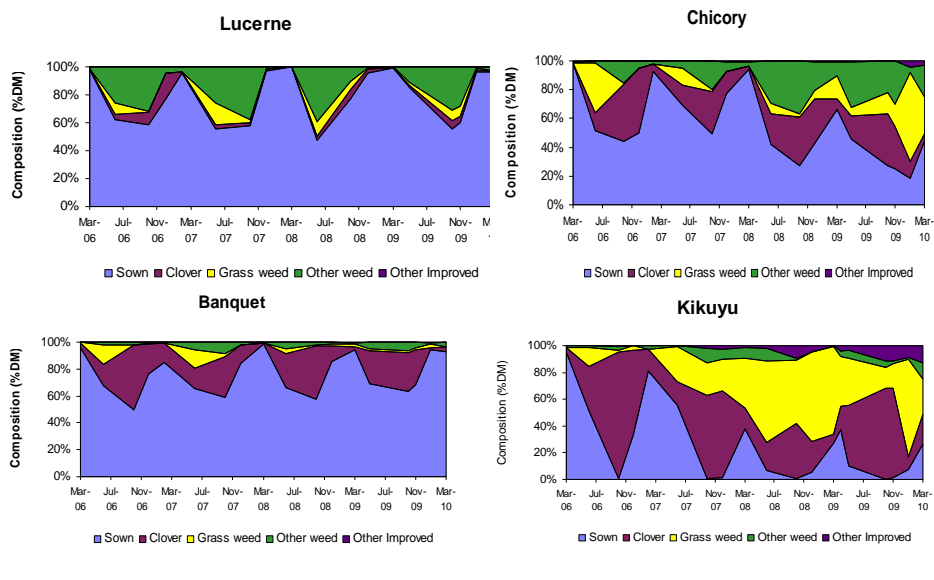 Lucerne
Composition (%DM)
100%
80%
60%
40%
20%
0%
Mar- Jul- Nov- Mar- Jul- Nov- Mar- Jul- Nov- Mar- Jul- Nov-
06 06 06 07 07 07 08 08 08 09 09 09
Sown Clover Grass weed Other weed Other Improved
Chicory
Composition (%DM)
100%
80%
60%
40%
20%
0%
Mar- Jul- Nov- Mar- Jul- Nov- Mar- Jul- Nov- Mar- Jul- Nov- Mar-
06 06 06 07 07 07 08 08 08 09 09 09 10
Sown Clover Grass weed Other weed Other Improved
Banquet
Composition (%DM)
100%
80%
60%
40%
20%
0%
Mar- Jul- Nov- Mar- Jul- Nov- Mar- Jul- Nov- Mar- Jul- Nov- Mar-
06 06 06 07 07 07 08 08 08 09 09 09 10
Sown Clover Grass weed Other weed Other Improved
Kikuyu
Composition (%DM)
100%
80%
60%
40%
20%
0%
Mar- Jul- Nov- Mar- Jul- Nov- Mar- Jul- Nov- Mar- Jul- Nov- Mar-
06 06 06 07 07 07 08 08 08 09 09 09 10
Sown Clover Grass weed Other weed Other Improved